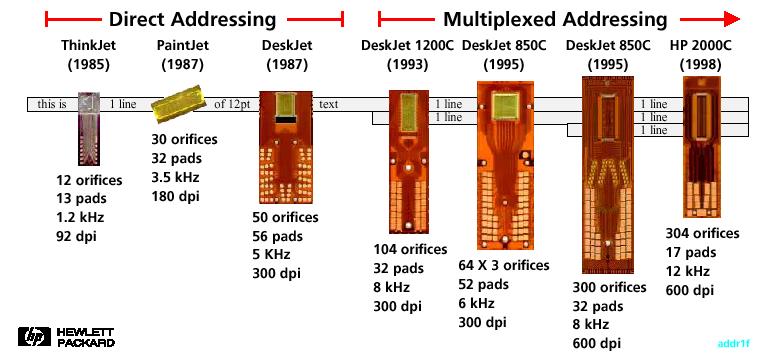 Direct Addressing
Multiplexed Addressing
ThinkJet
(1985)
PaintJet
(1987)
DeskJet
(1987)
DeskJet 1200C
(1993)
DeskJet 850C
(1995)
DeskJet 850C
(1995)
HP 2000C
(1998)
this is 1 line of 12pt text
1 line 1 line
1 line 1 line
1 line
12 orifices
13 pads
1.2 kHz
92 dpi
30 orifices
32 pads
3.5 kHz
180 dpi
50 orifices
56 pads
5 KHz
300 dpi
104 orifices
32 pads
8 kHz
300 dpi
64 X 3 orifices
52 pads
6 kHz
300 dpi
300 orifices
32 pads
8 kHz
600 dpi
304 orifices
17 pads
12 kHz
600 dpi
hp HEWLETT
PACKARD
addr1f